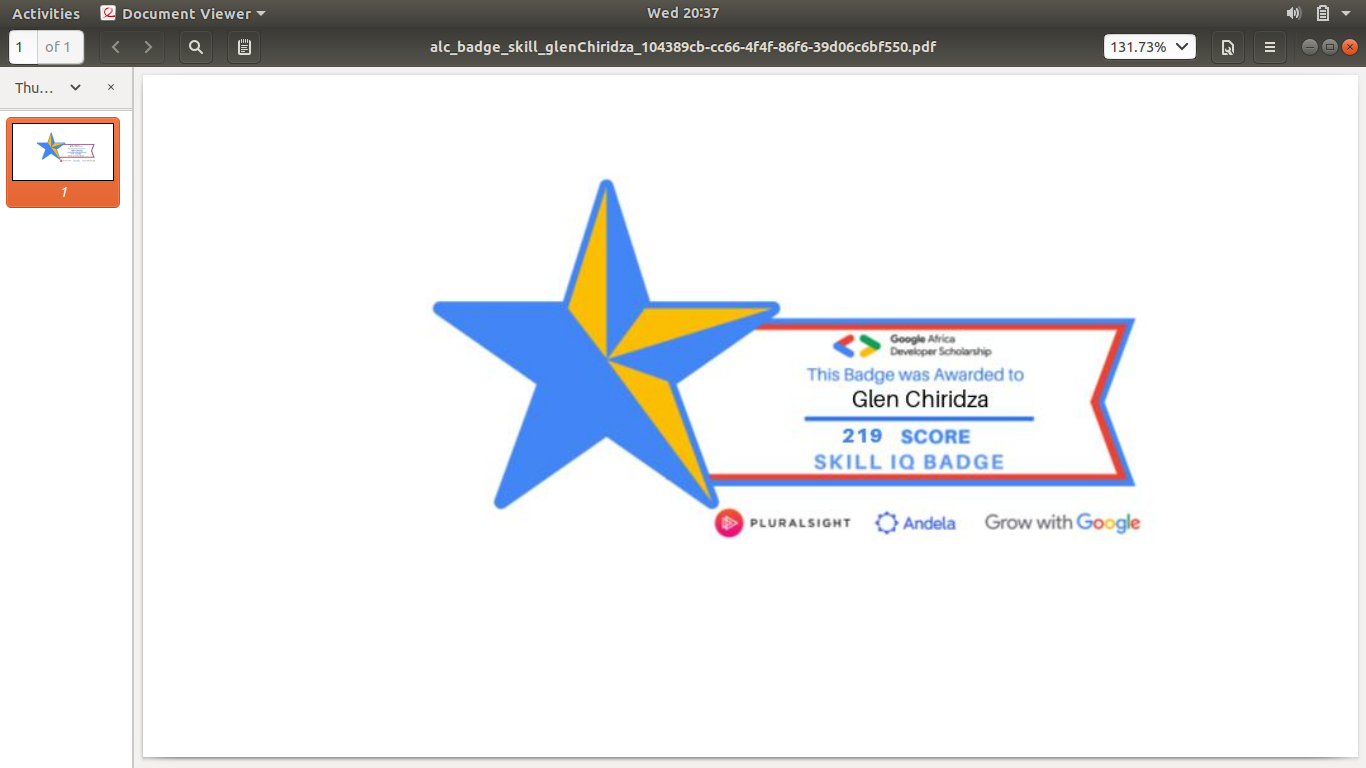 Activities Document Viewer Wed 20:37
1 of 1 alc_badge_skill_glenChiridza_104389cb-cc66-4f4f-86f6-39d06c6bf550.pdf 131.73%
Thu...
1
Google Africa
Developer Scholarship
This Badge was Awarded to
Glen Chiridza
219 SCORE
SKILL IQ BADGE
PLURALSIGHT Andela Grow with Google